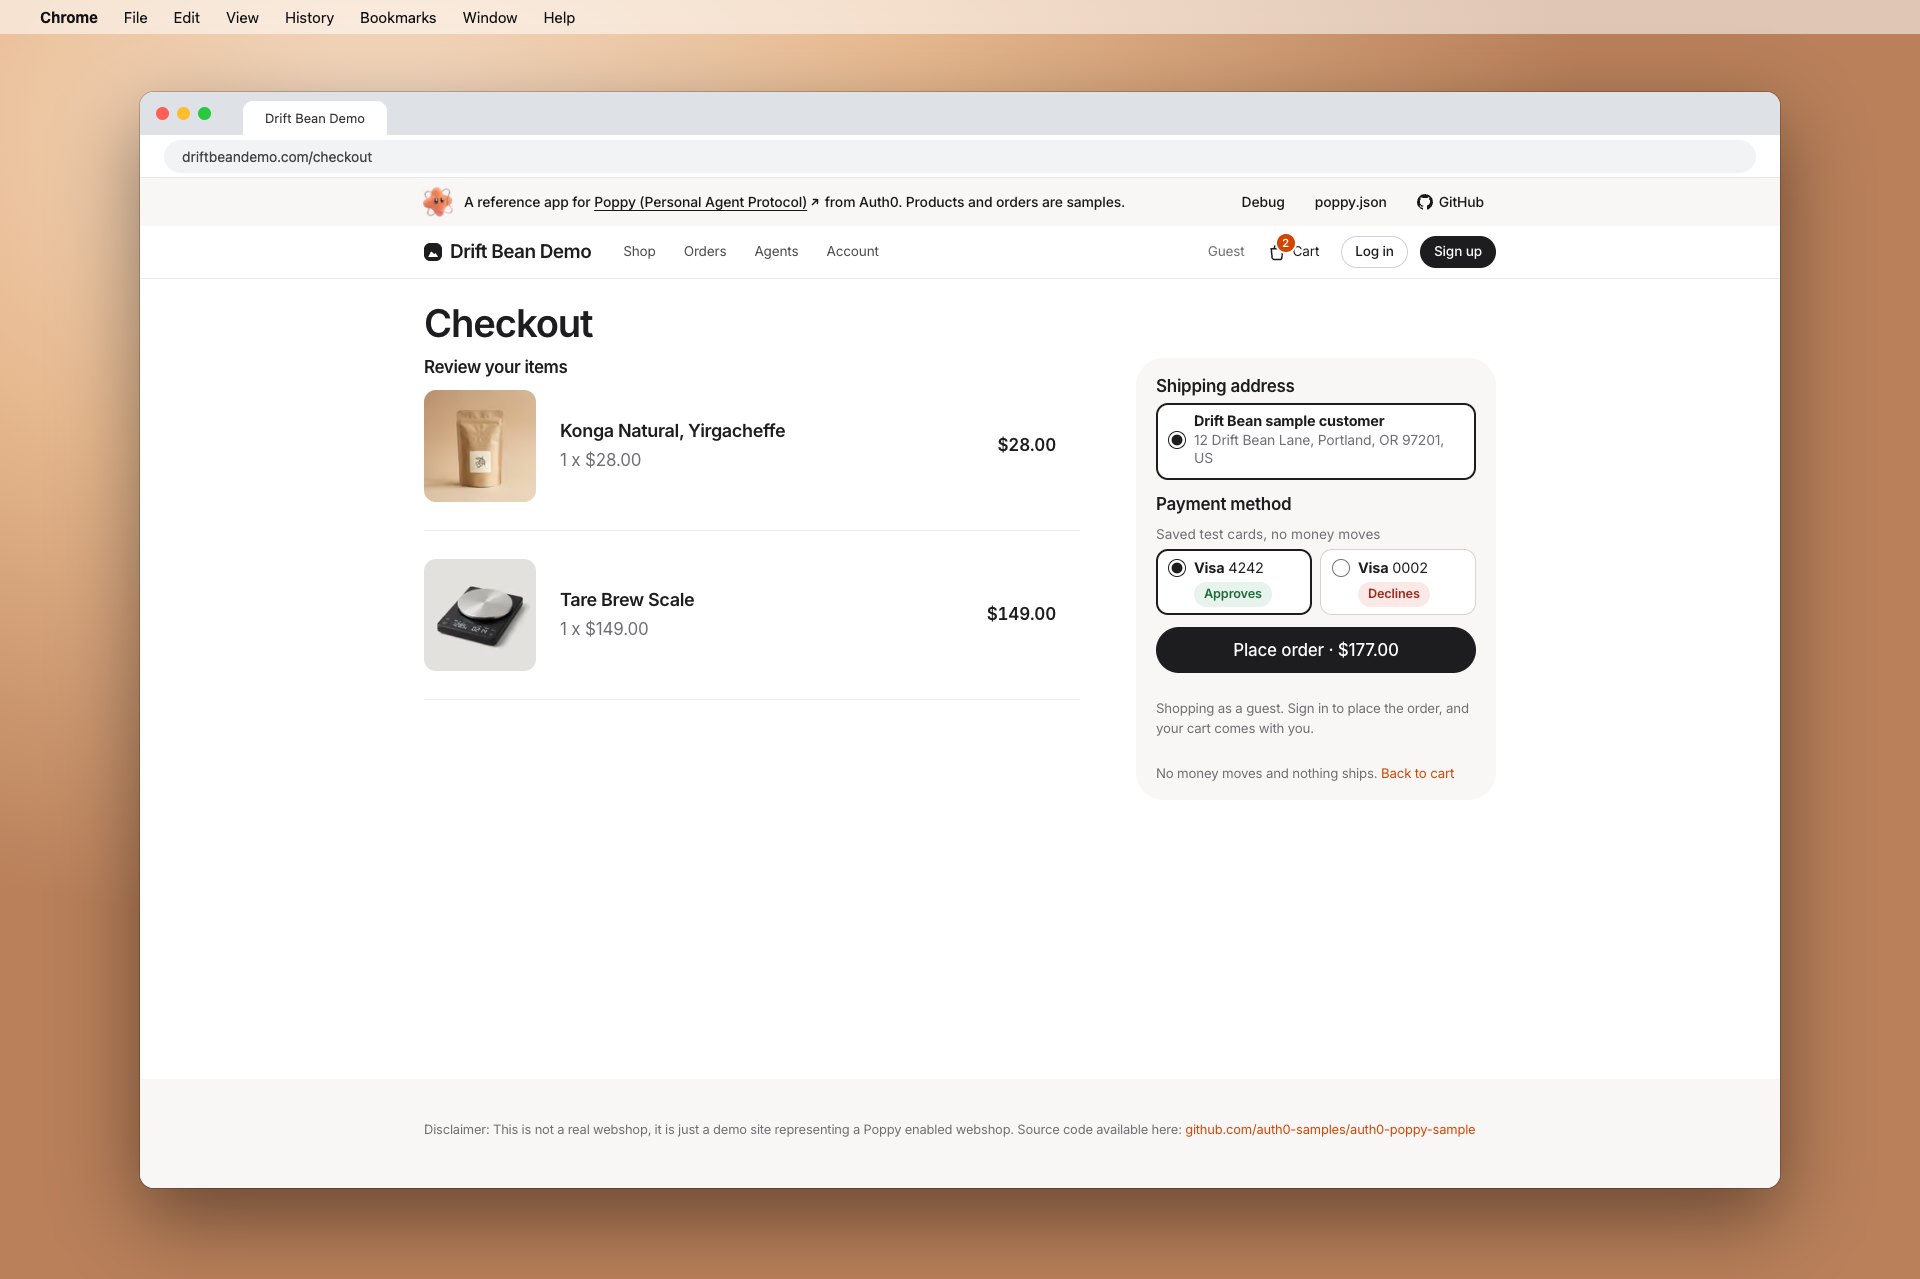 Chrome File Edit View History Bookmarks Window Help
Drift Bean Demo
driftbeandemo.com/checkout
A reference app for Poppy (Personal Agent Protocol) ↗ from Auth0. Products and orders are samples.
Debug poppy.json GitHub
Drift Bean Demo Shop Orders Agents Account
Guest 2 Cart Log in Sign up
Checkout
Review your items
Konga Natural, Yirgacheffe
1 x $28.00
$28.00
Tare Brew Scale
1 x $149.00
$149.00
Shipping address
Drift Bean sample customer
12 Drift Bean Lane, Portland, OR 97201,
US
Payment method
Saved test cards, no money moves
Visa 4242
Approves
Visa 0002
Declines
Place order · $177.00
Shopping as a guest. Sign in to place the order, and
your cart comes with you.
No money moves and nothing ships. Back to cart
Disclaimer: This is not a real webshop, it is just a demo site representing a Poppy enabled webshop. Source code available here: github.com/auth0-samples/auth0-poppy-sample